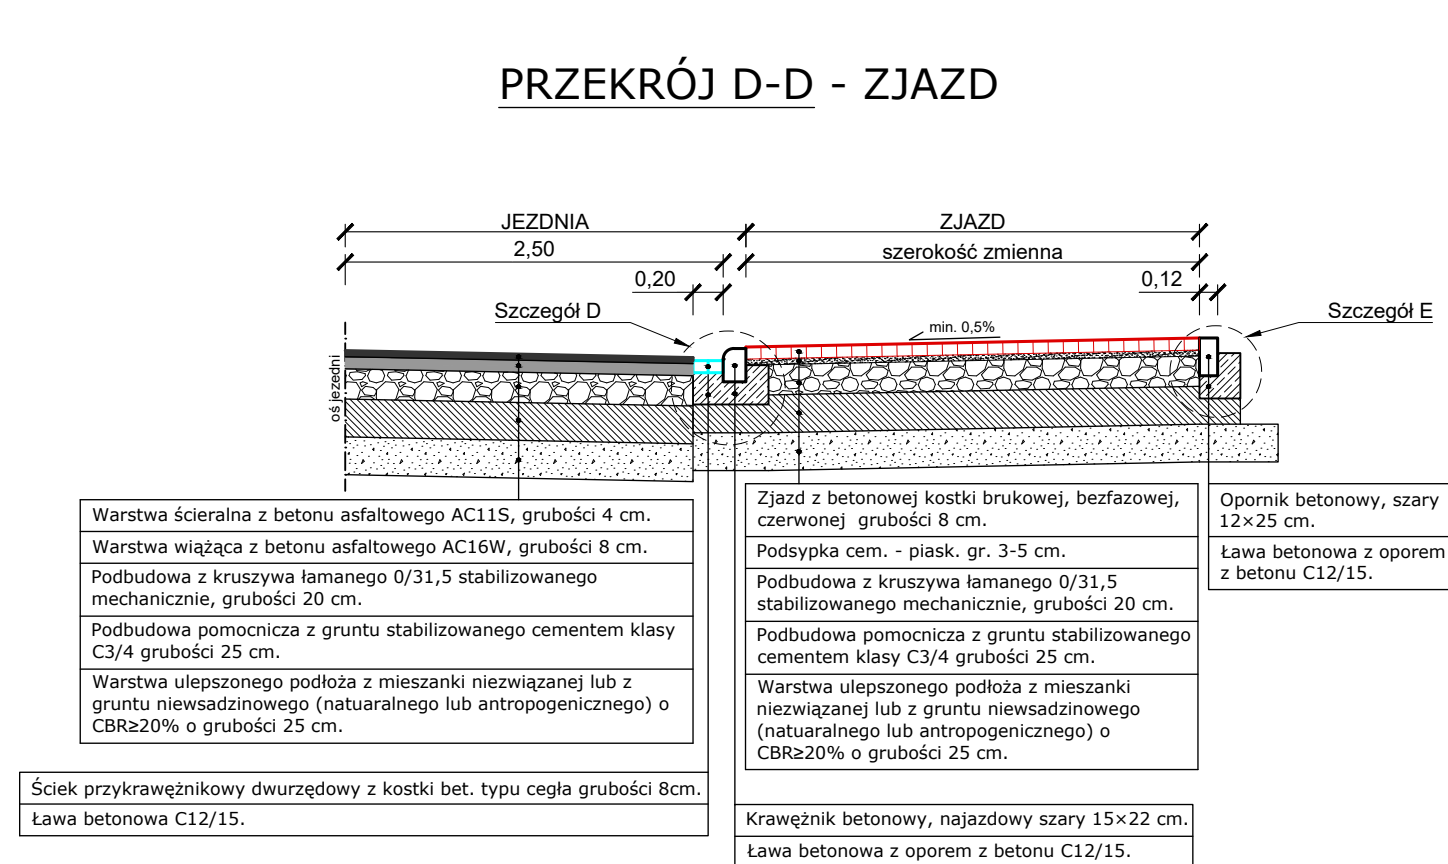 PRZEKRÓJ D-D - ZJAZD
JEZDNIA
ZJAZD
2,50
szerokość zmienna
0,20
0,12
Szczegół D
Szczegół E
min. 0,5%
oś jezedni
Warstwa ścieralna z betonu asfaltowego AC11S, grubości 4 cm.
Warstwa wiążąca z betonu asfaltowego AC16W, grubości 8 cm.
Podbudowa z kruszywa łamanego 0/31,5 stabilizowanego
mechanicznie, grubości 20 cm.
Podbudowa pomocnicza z gruntu stabilizowanego cementem klasy
C3/4 grubości 25 cm.
Warstwa ulepszonego podłoża z mieszanki niezwiązanej lub z
gruntu niewsadzinowego (natuaralnego lub antropogenicznego) o
CBR≥20% o grubości 25 cm.
Zjazd z betonowej kostki brukowej, bezfazowej,
czerwonej grubości 8 cm.
Podsypka cem. - piask. gr. 3-5 cm.
Podbudowa z kruszywa łamanego 0/31,5
stabilizowanego mechanicznie, grubości 20 cm.
Podbudowa pomocnicza z gruntu stabilizowanego
cementem klasy C3/4 grubości 25 cm.
Warstwa ulepszonego podłoża z mieszanki
niezwiązanej lub z gruntu niewsadzinowego
(natuaralnego lub antropogenicznego) o
CBR≥20% o grubości 25 cm.
Opornik betonowy, szary
12×25 cm.
Ława betonowa z oporem
z betonu C12/15.
Ściek przykrawężnikowy dwurzędowy z kostki bet. typu cegła grubości 8cm.
Ława betonowa C12/15.
Krawężnik betonowy, najazdowy szary 15×22 cm.
Ława betonowa z oporem z betonu C12/15.